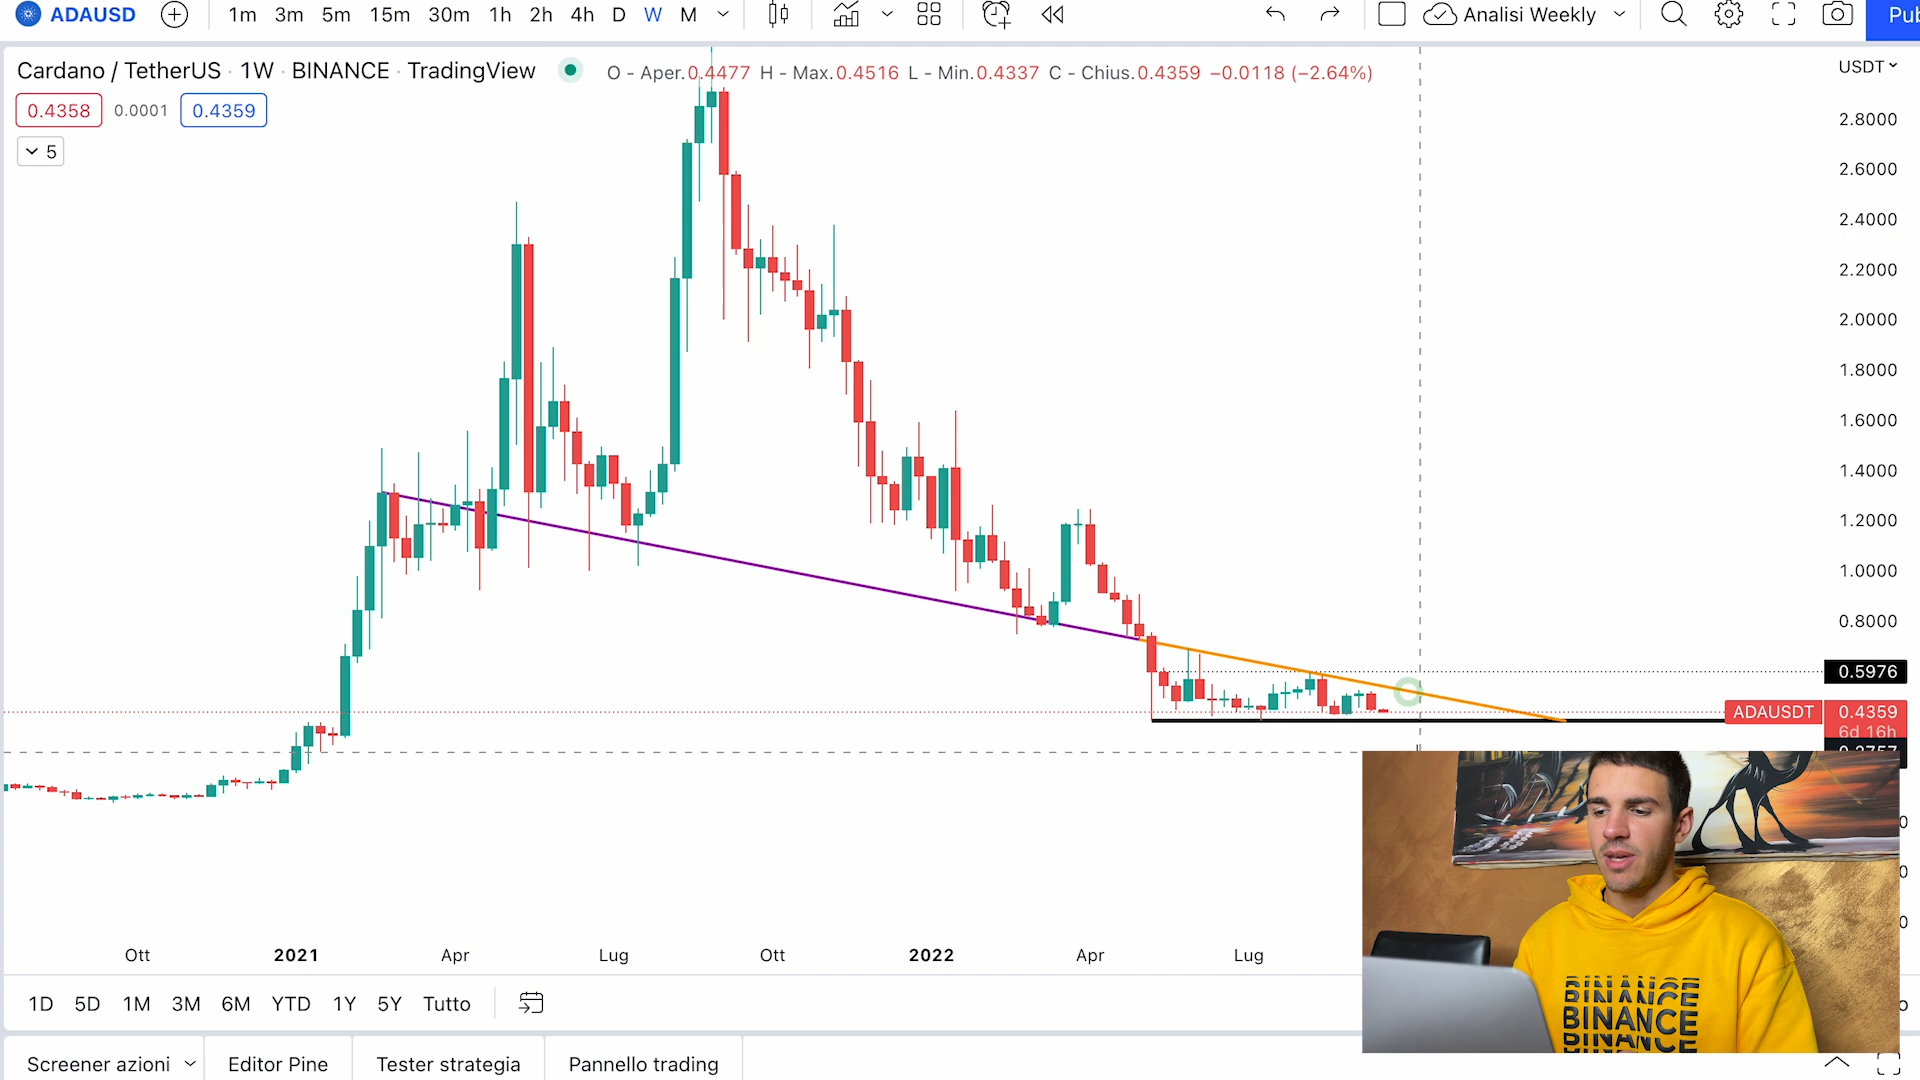 ADAUSD 1m 3m 5m 15m 30m 1h 2h 4h D W M Analisi Weekly Pub
Cardano / TetherUS · 1W · BINANCE · TradingView O - Aper.0.4477 H - Max.0.4516 L - Min.0.4337 C - Chius.0.4359 −0.0118 (−2.64%)
USDT
0.4358 0.0001 0.4359
5
2.8000
2.6000
2.4000
2.2000
2.0000
1.8000
1.6000
1.4000
1.2000
1.0000
0.8000
0.5976
ADAUSDT 0.4359
6d 16h
BINANCE
BINANCE
BINANCE
Ott 2021 Apr Lug Ott 2022 Apr Lug
1D 5D 1M 3M 6M YTD 1Y 5Y Tutto
Screener azioni Editor Pine Tester strategia Pannello trading